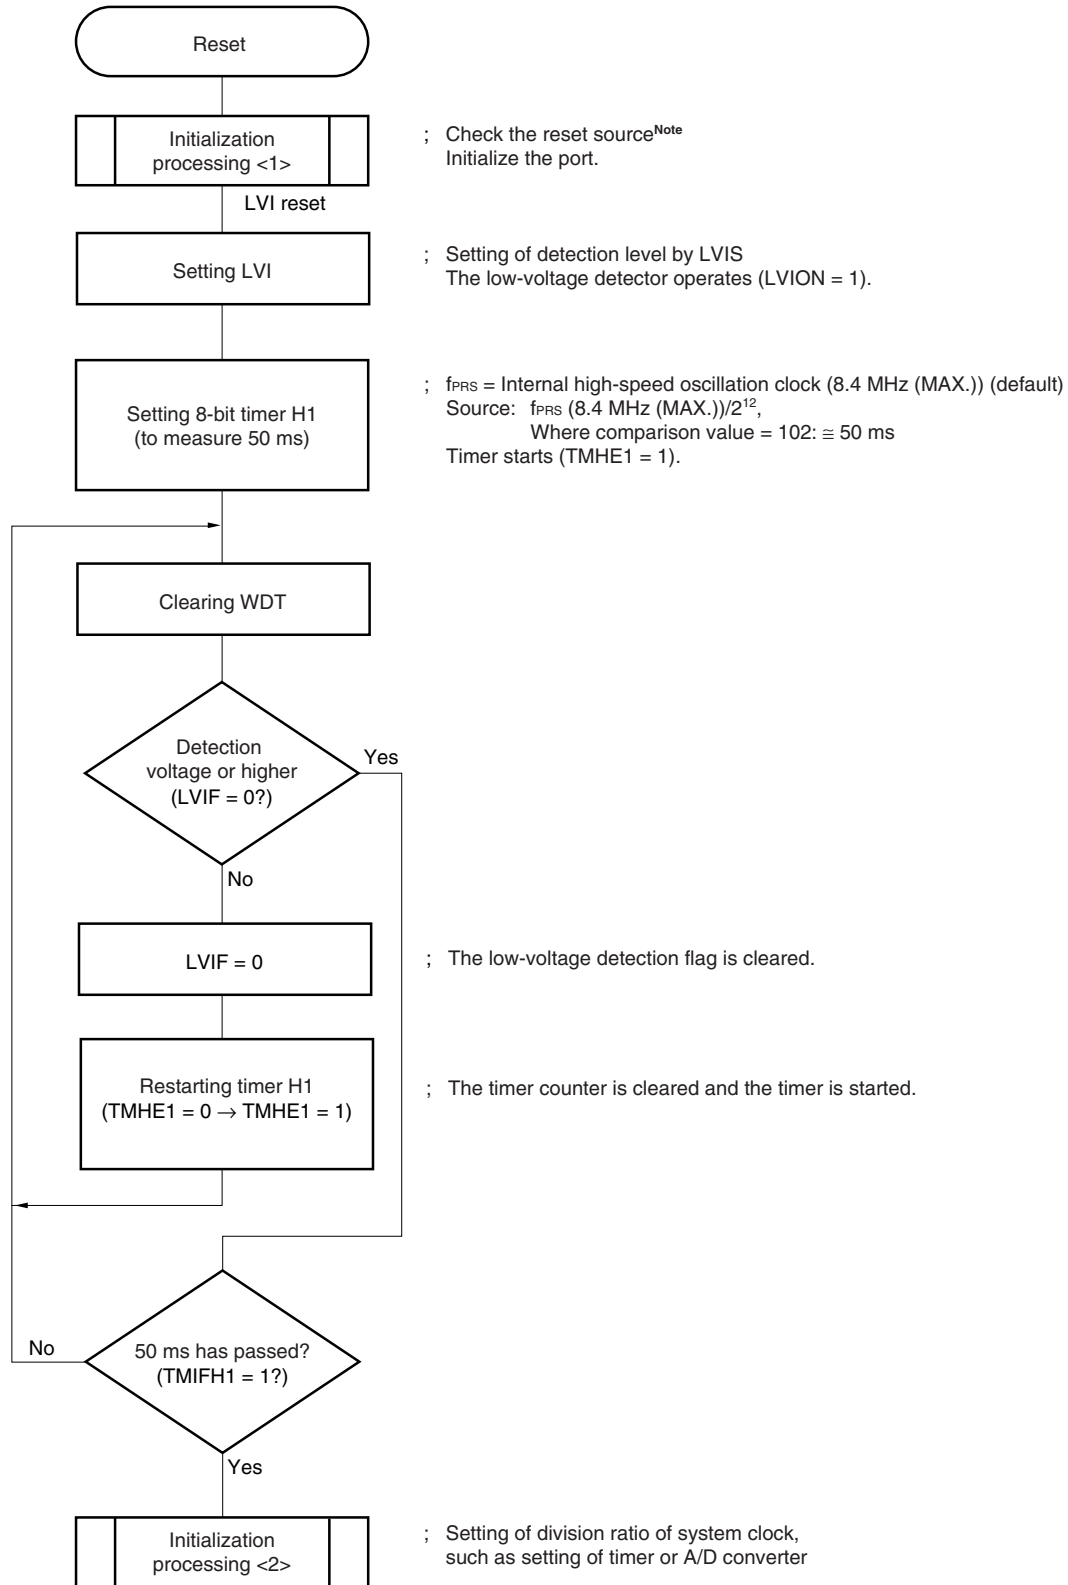 Reset
Initialization
processing <1>
; Check the reset sourceNote
Initialize the port.
LVI reset
Setting LVI
; Setting of detection level by LVIS
The low-voltage detector operates (LVION = 1).
Setting 8-bit timer H1
(to measure 50 ms)
; fPRS = Internal high-speed oscillation clock (8.4 MHz (MAX.)) (default)
Source: fPRS (8.4 MHz (MAX.))/2¹²,
Where comparison value = 102: ≅ 50 ms
Timer starts (TMHE1 = 1).
Clearing WDT
Detection
voltage or higher
(LVIF = 0?)
Yes
No
LVIF = 0
; The low-voltage detection flag is cleared.
Restarting timer H1
(TMHE1 = 0 → TMHE1 = 1)
; The timer counter is cleared and the timer is started.
No
50 ms has passed?
(TMIFH1 = 1?)
Yes
Initialization
processing <2>
; Setting of division ratio of system clock,
such as setting of timer or A/D converter